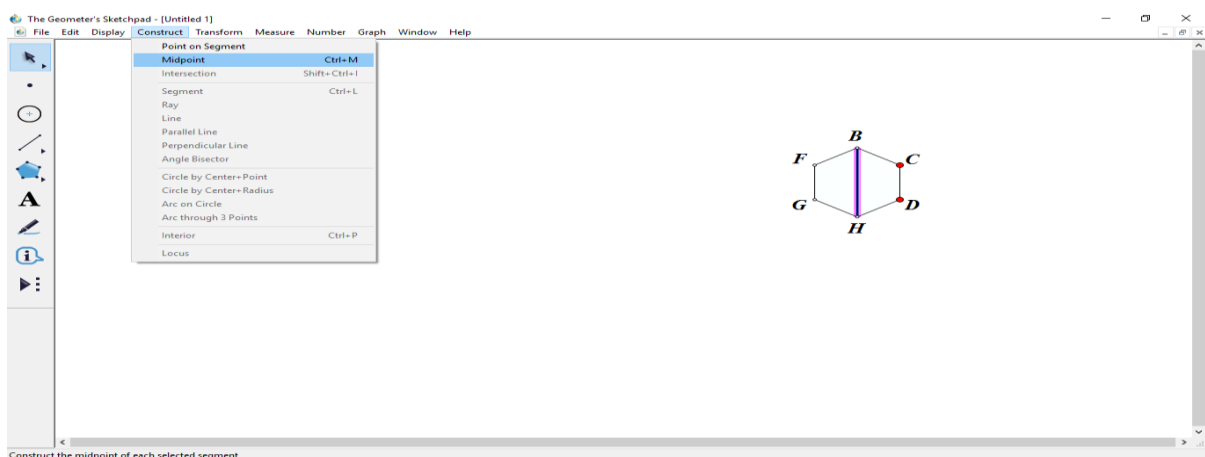 The Geometer's Sketchpad - [Untitled 1]
File Edit Display Construct Transform Measure Number Graph Window Help
Point on Segment
Midpoint Ctrl+M
Intersection Shift+Ctrl+I
Segment Ctrl+L
Ray
Line
Parallel Line
Perpendicular Line
Angle Bisector
Circle by Center+Point
Circle by Center+Radius
Arc on Circle
Arc through 3 Points
Interior Ctrl+P
Locus
A
B
F C
G D
H
Construct the midpoint of each selected segment